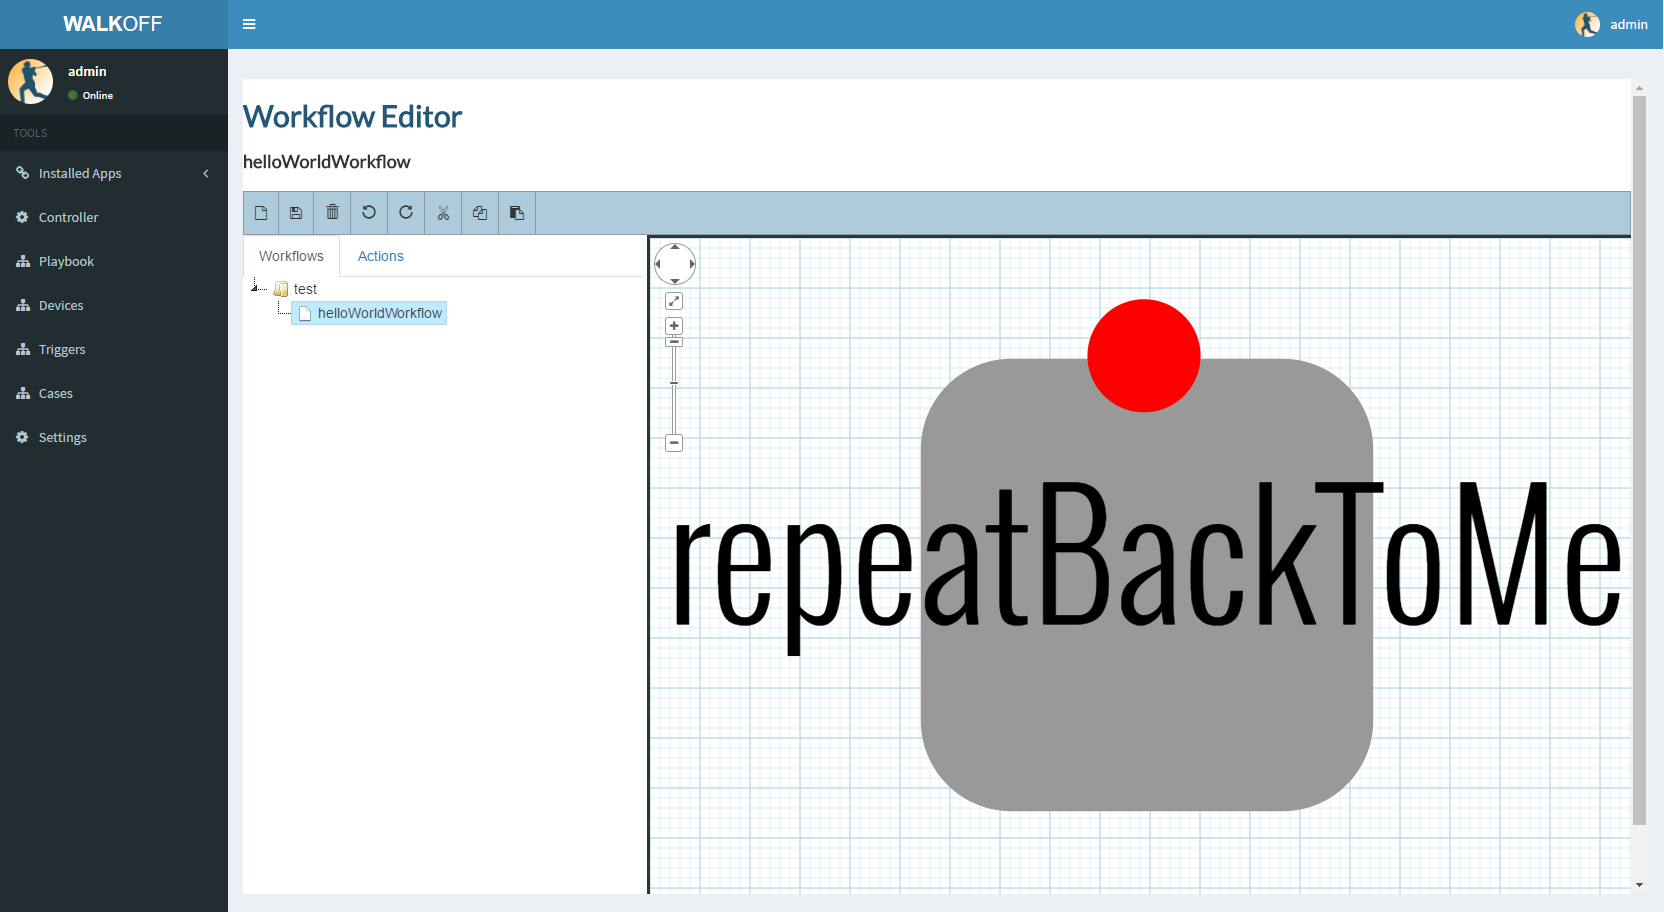 WALKOFF
admin
admin
Online
TOOLS
Installed Apps
Controller
Playbook
Devices
Triggers
Cases
Settings
Workflow Editor
helloWorldWorkflow
Workflows
Actions
test
helloWorldWorkflow
repeatBackToMe